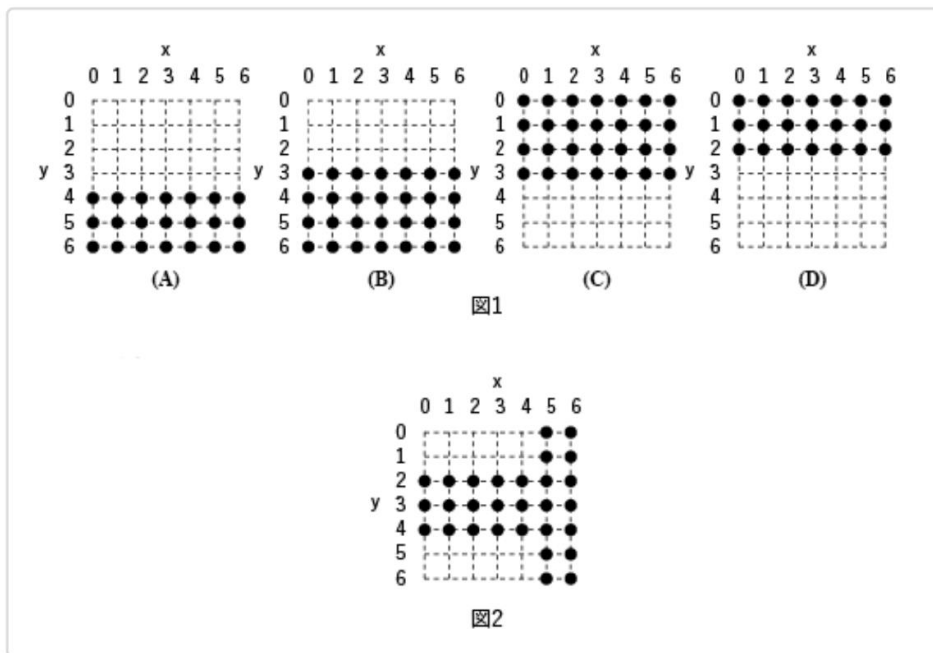 x x x x
0 1 2 3 4 5 6 0 1 2 3 4 5 6 0 1 2 3 4 5 6 0 1 2 3 4 5 6
0 0 0 0
1 1 1 1
2 2 2 2
y 3 y 3 y 3 y 3
4 4 4 4
5 5 5 5
6 6 6 6
(A) (B) (C) (D)
図1
x
0 1 2 3 4 5 6
0
1
2
y 3
4
5
6
図2